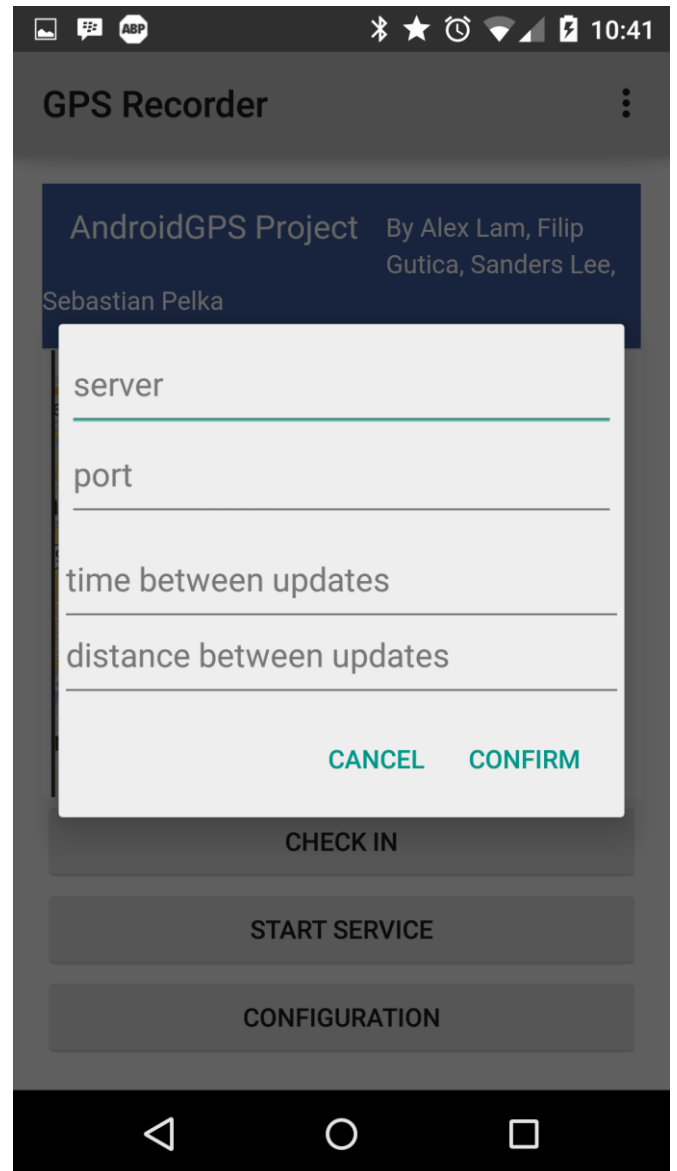 ABP 10:41
GPS Recorder
AndroidGPS Project By Alex Lam, Filip
Gutica, Sanders Lee,
Sebastian Pelka
server
port
time between updates
distance between updates
CANCEL CONFIRM
CHECK IN
START SERVICE
CONFIGURATION